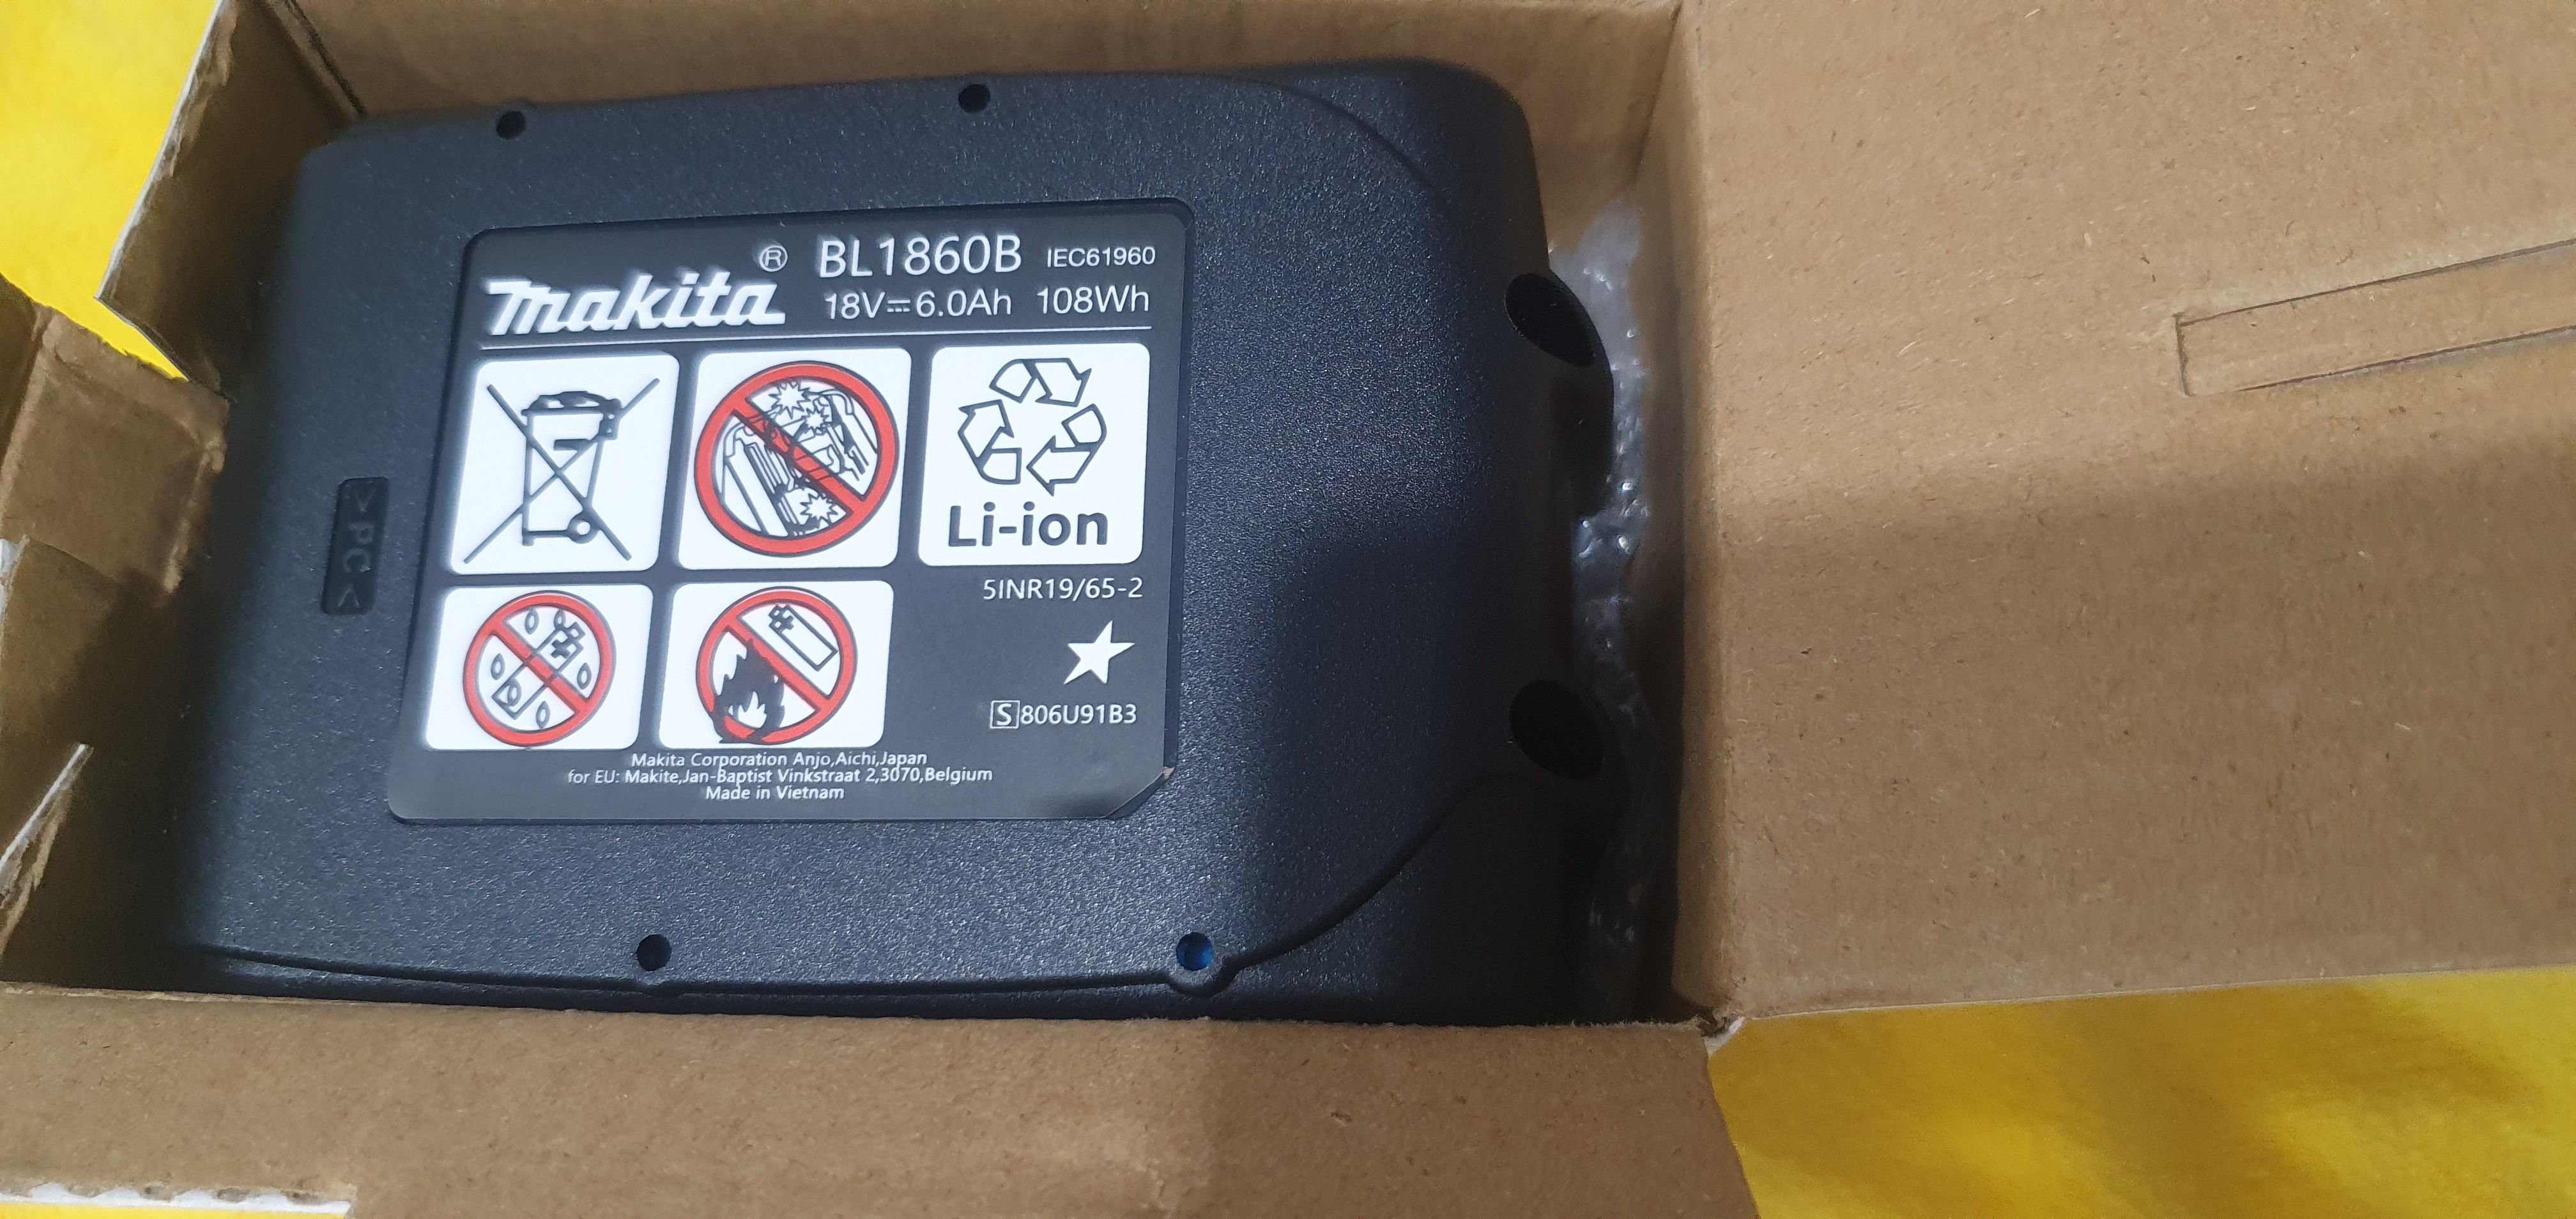 makita® BL1860B IEC61960
18V⎓6.0Ah 108Wh
Li-ion
>PC<
5INR19/65-2
S806U91B3
Makita Corporation Anjo,Aichi,Japan
for EU: Makite,Jan-Baptist Vinkstraat 2,3070,Belgium
Made in Vietnam